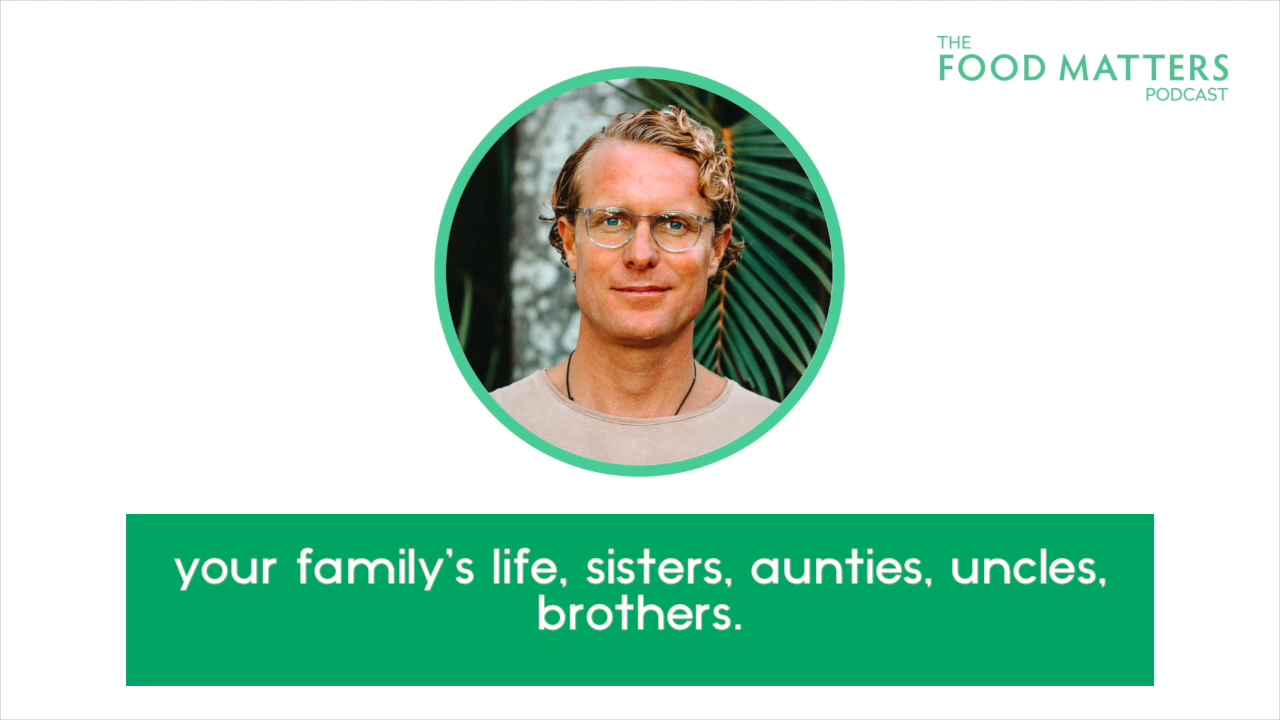 THE
FOOD MATTERS
PODCAST
your family's life, sisters, aunties, uncles,
brothers.